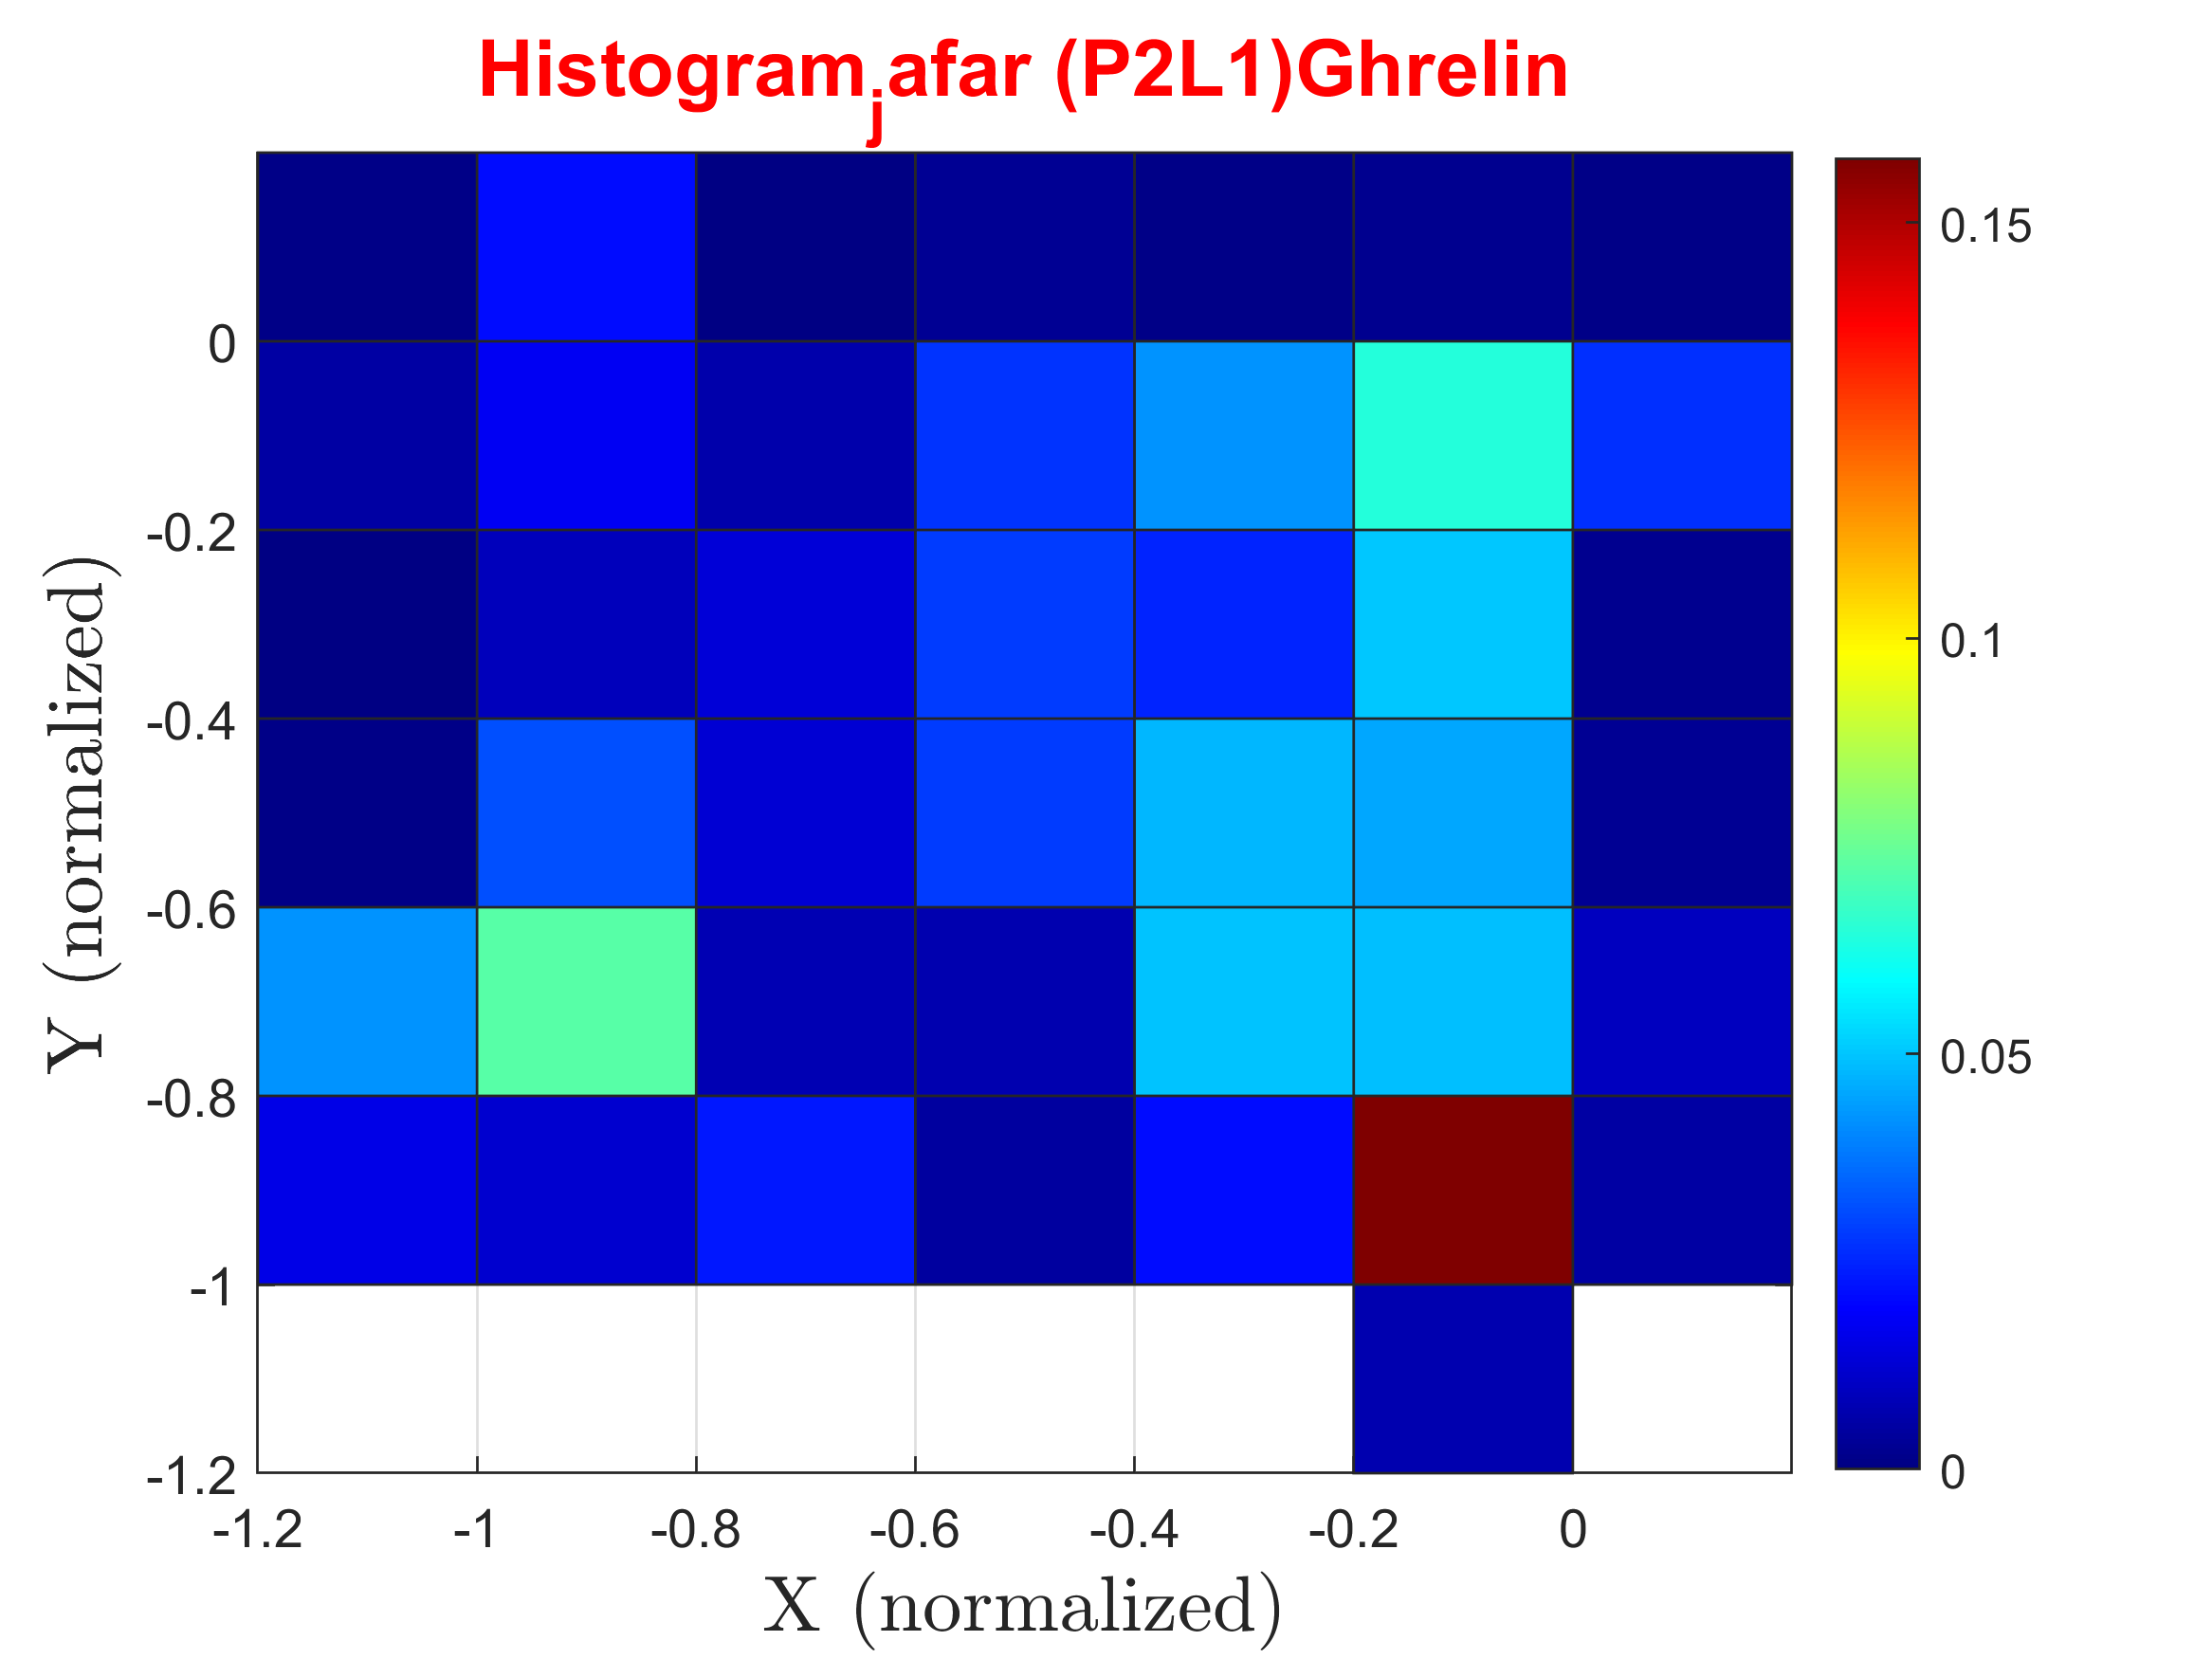 Histogram_jafar (P2L1)Ghrelin
0
-0.2
-0.4
-0.6
-0.8
-1
-1.2
Y (normalized)
-1.2 -1 -0.8 -0.6 -0.4 -0.2 0
X (normalized)
0.15
0.1
0.05
0